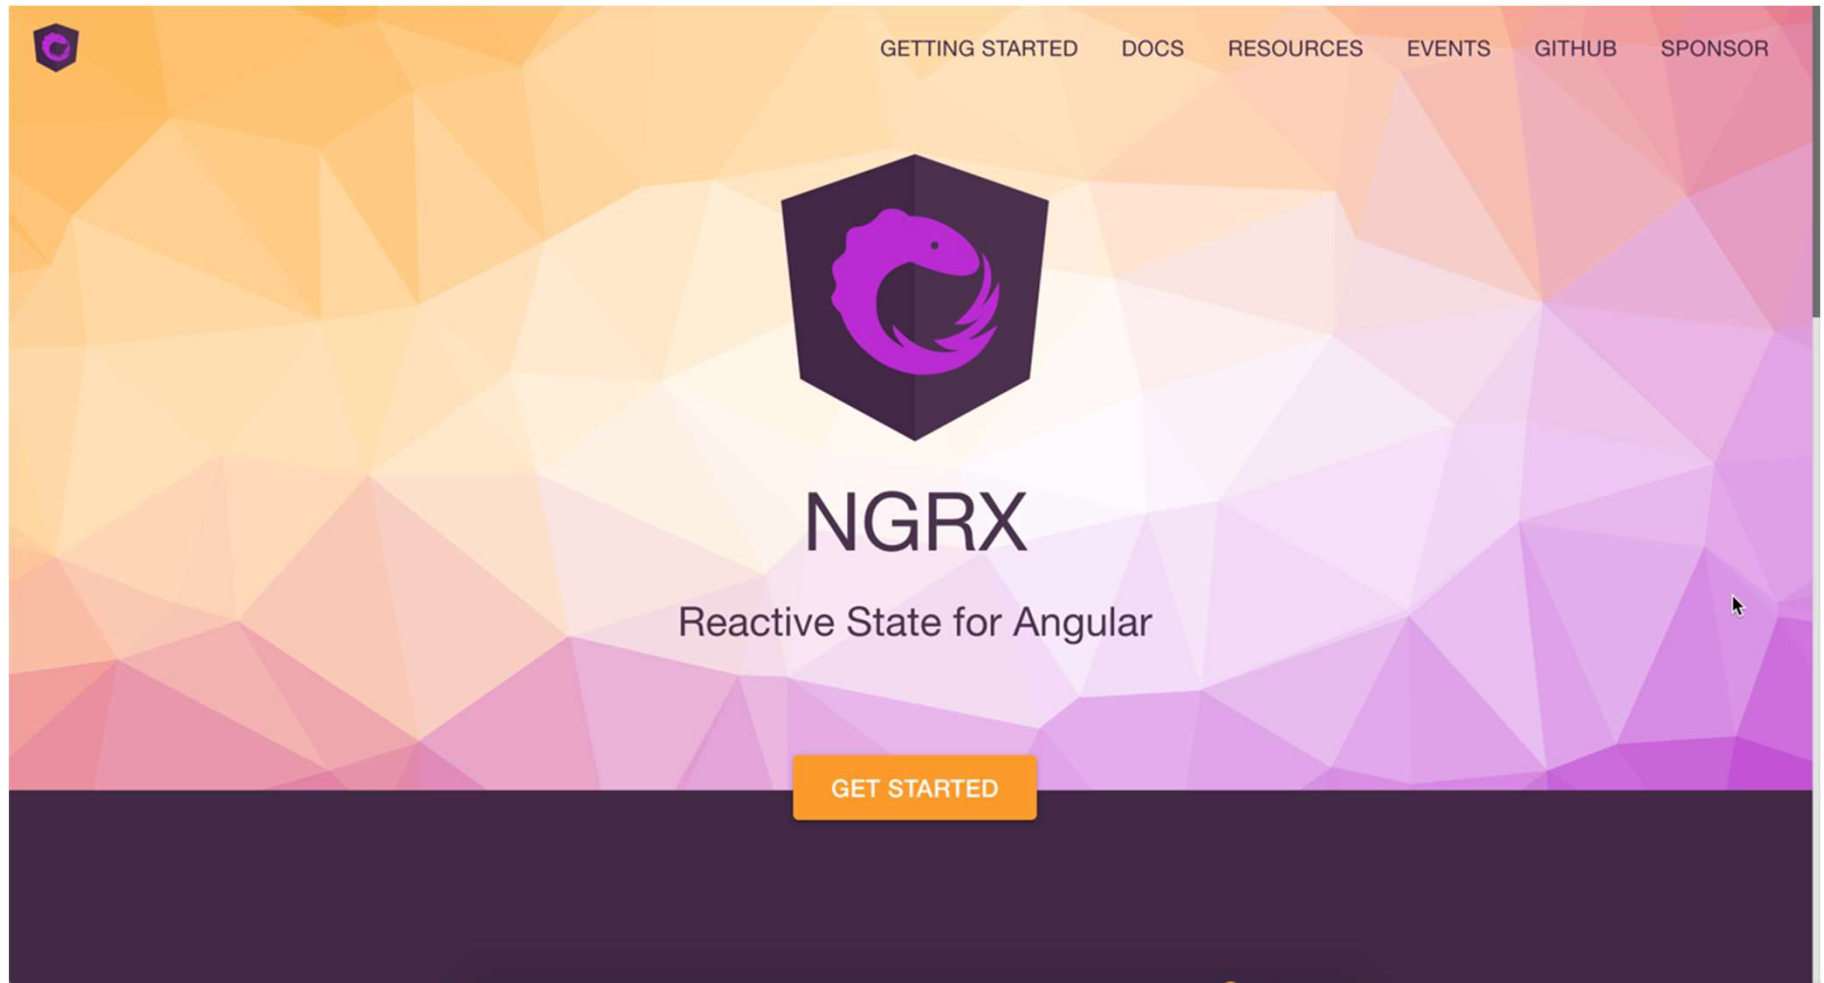 GETTING STARTED DOCS RESOURCES EVENTS GITHUB SPONSOR
NGRX
Reactive State for Angular
GET STARTED